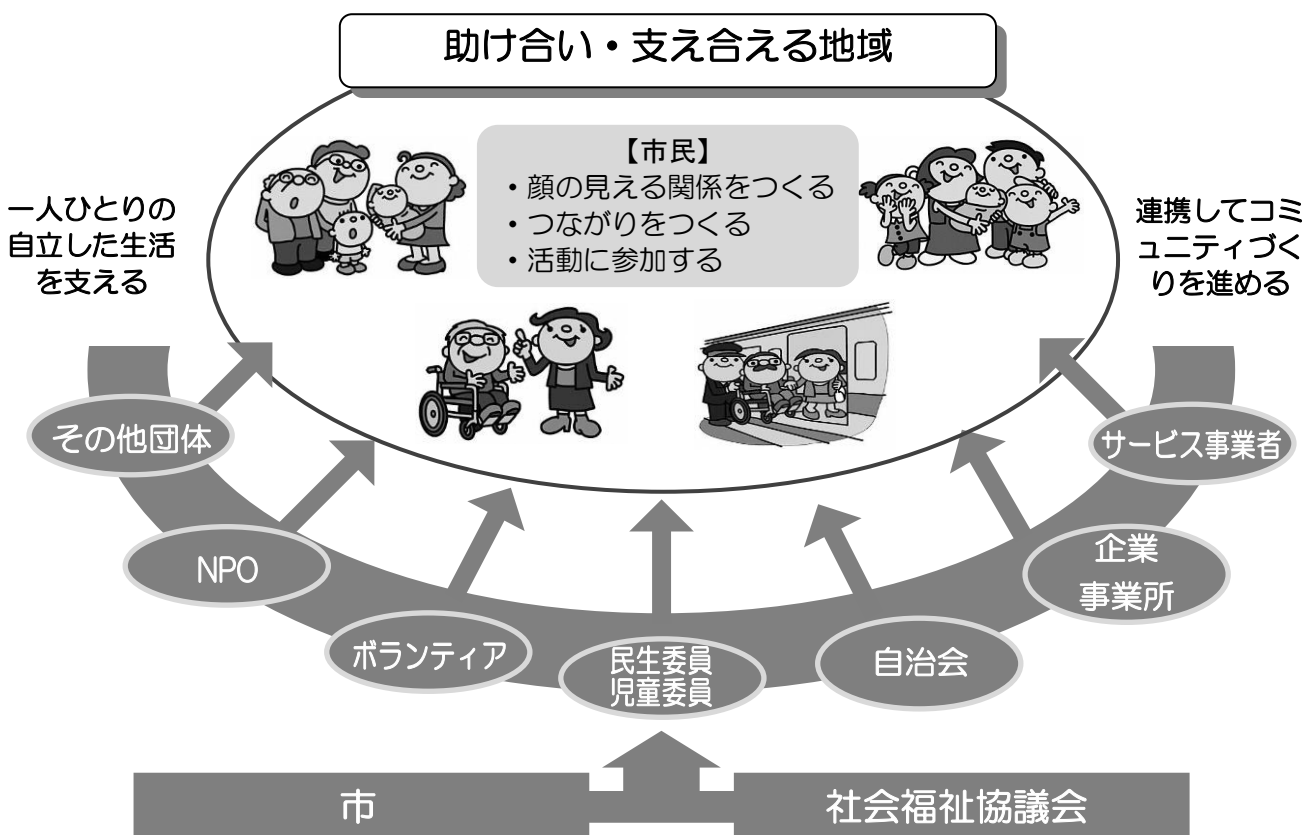 助け合い・支え合える地域
【市民】
・顔の見える関係をつくる
・つながりをつくる
・活動に参加する
一人ひとりの
自立した生活
を支える
連携してコミ
ュニティづく
りを進める
その他団体
NPO
ボランティア
民生委員
児童委員
自治会
企業
事業所
サービス事業者
市
社会福祉協議会